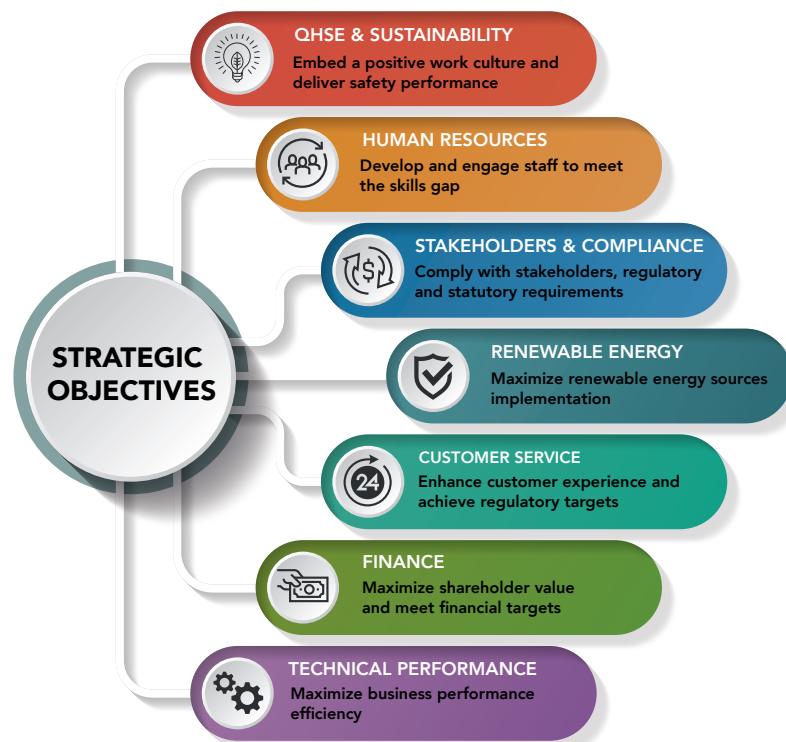 QHSE & SUSTAINABILITY
Embed a positive work culture and
deliver safety performance
HUMAN RESOURCES
Develop and engage staff to meet
the skills gap
STAKEHOLDERS & COMPLIANCE
Comply with stakeholders, regulatory
and statutory requirements
STRATEGIC
OBJECTIVES
RENEWABLE ENERGY
Maximize renewable energy sources
implementation
CUSTOMER SERVICE
24
Enhance customer experience and
achieve regulatory targets
FINANCE
Maximize shareholder value
and meet financial targets
TECHNICAL PERFORMANCE
Maximize business performance
efficiency